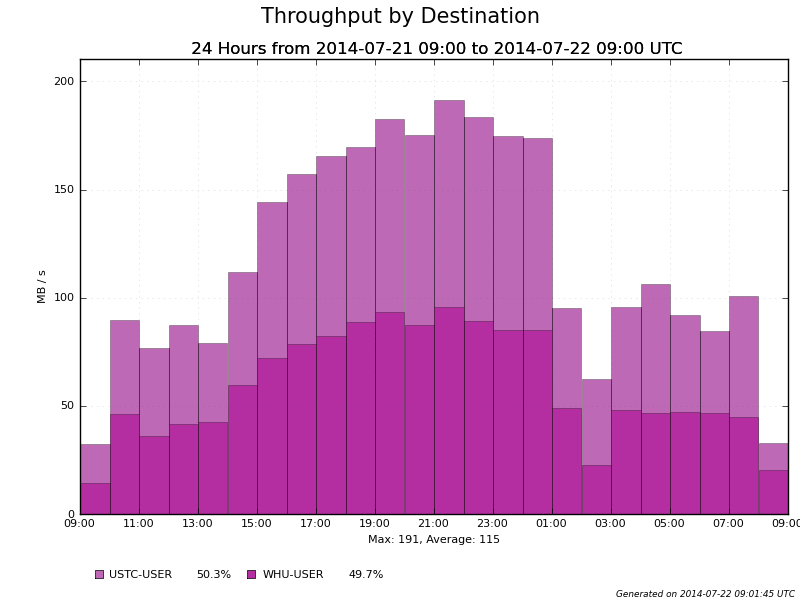 Throughput by Destination
24 Hours from 2014-07-21 09:00 to 2014-07-22 09:00 UTC
200
150
100
50
0
MB / s
09:00 11:00 13:00 15:00 17:00 19:00 21:00 23:00 01:00 03:00 05:00 07:00 09:00
Max: 191, Average: 115
USTC-USER 50.3% WHU-USER 49.7%
Generated on 2014-07-22 09:01:45 UTC